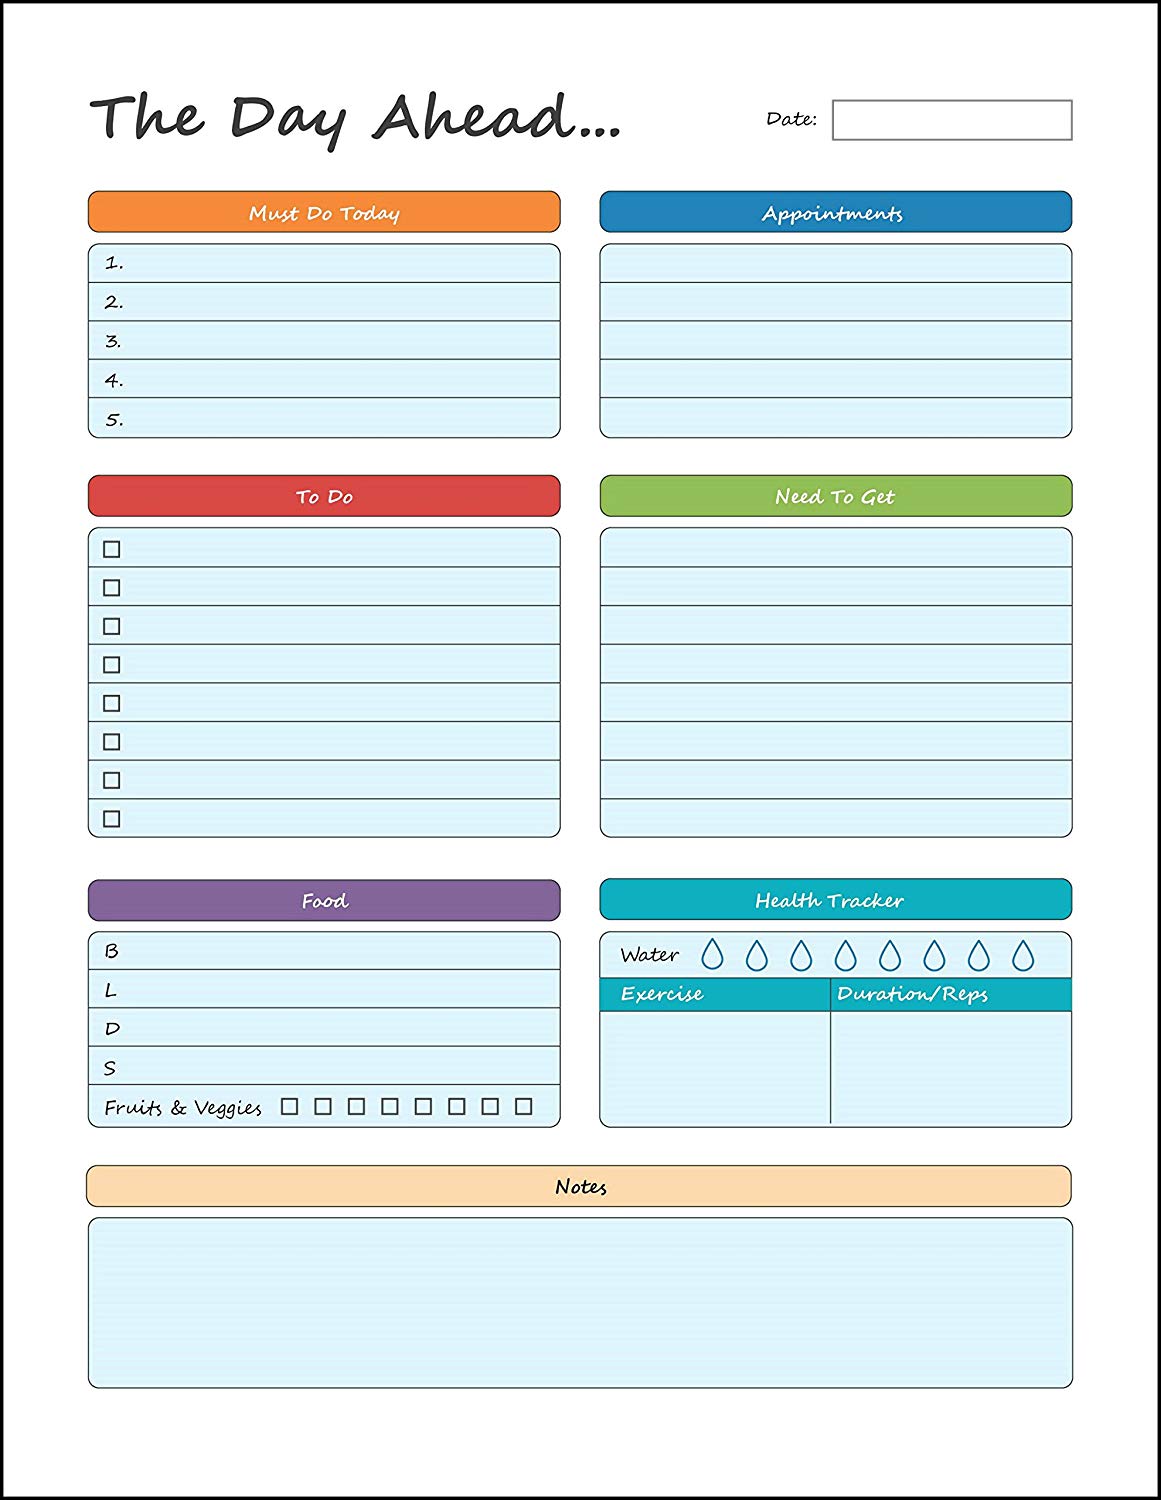 The Day Ahead...
Date:
Must Do Today
1.
2.
3.
4.
5.
Appointments
To Do
Need To Get
Food
B
L
D
S
Fruits & Veggies
Health Tracker
Water
Exercise Duration/Reps
Notes